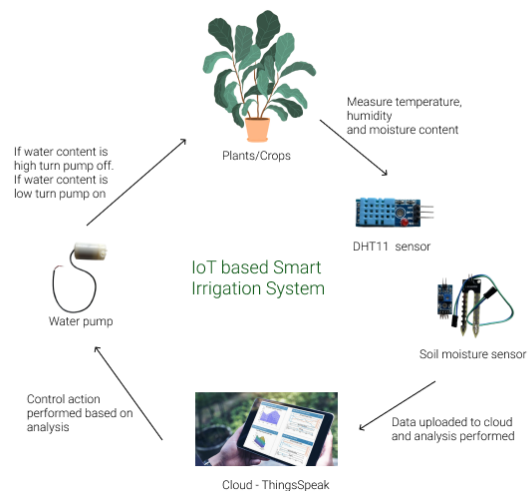 Plants/Crops
Measure temperature,
humidity
and moisture content
DHT11 sensor
Soil moisture sensor
Data uploaded to cloud
and analysis performed
Cloud - ThingsSpeak
Control action
performed based on
analysis
Water pump
If water content is
high turn pump off.
If water content is
low turn pump on
IoT based Smart
Irrigation System